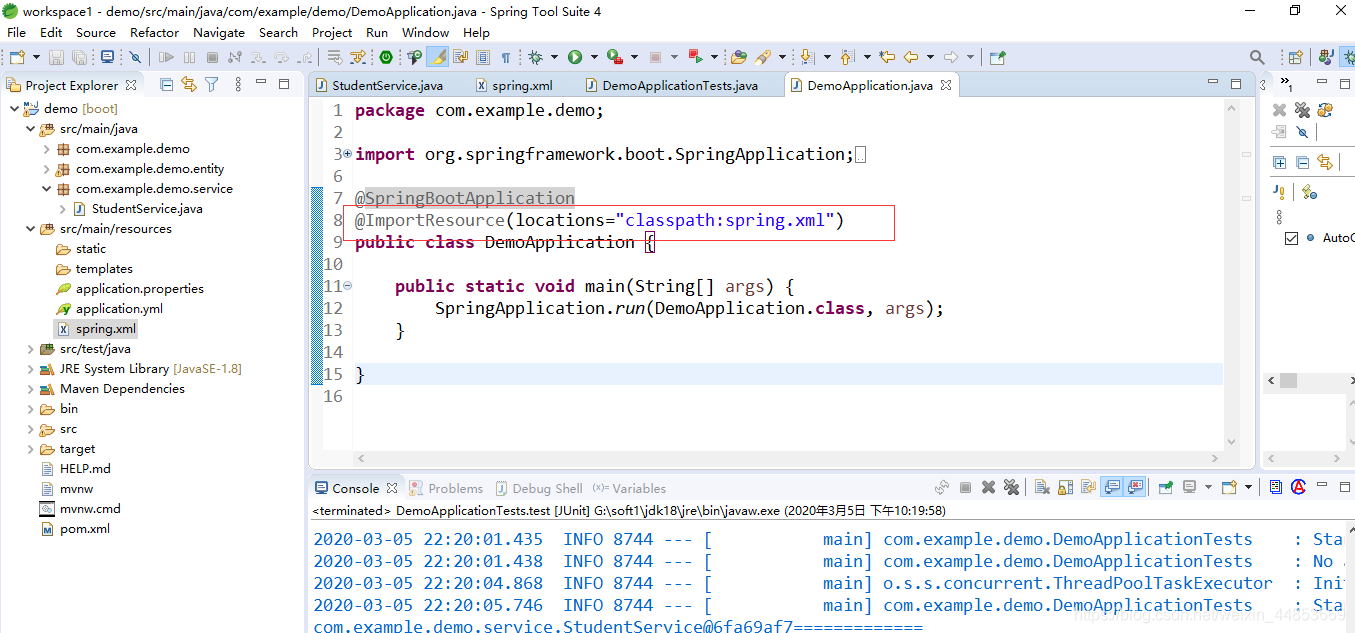 workspace1 - demo/src/main/java/com/example/demo/DemoApplication.java - Spring Tool Suite 4
File Edit Source Refactor Navigate Search Project Run Window Help
Project Explorer
demo [boot]
src/main/java
com.example.demo
com.example.demo.entity
com.example.demo.service
StudentService.java
src/main/resources
static
templates
application.properties
application.yml
spring.xml
src/test/java
JRE System Library [JavaSE-1.8]
Maven Dependencies
bin
src
target
HELP.md
mvnw
mvnw.cmd
pom.xml
StudentService.java spring.xml DemoApplicationTests.java DemoApplication.java
1 package com.example.demo;
2
3 import org.springframework.boot.SpringApplication;
6
7 @SpringBootApplication
8 @ImportResource(locations="classpath:spring.xml")
9 public class DemoApplication {
10
11 public static void main(String[] args) {
12 SpringApplication.run(DemoApplication.class, args);
13 }
14
15 }
16
» 1
AutoC
Console Problems Debug Shell (x)= Variables
<terminated> DemoApplicationTests.test [JUnit] G:\soft1\jdk18\jre\bin\javaw.exe (2020年3月5日 下午10:19:58)
2020-03-05 22:20:01.435 INFO 8744 --- [ main] com.example.demo.DemoApplicationTests : Sta
2020-03-05 22:20:01.438 INFO 8744 --- [ main] com.example.demo.DemoApplicationTests : No
2020-03-05 22:20:04.868 INFO 8744 --- [ main] o.s.s.concurrent.ThreadPoolTaskExecutor : Ini
2020-03-05 22:20:05.746 INFO 8744 --- [ main] com.example.demo.DemoApplicationTests : Sta
com.example.demo.service.StudentService@6fa69af7=============